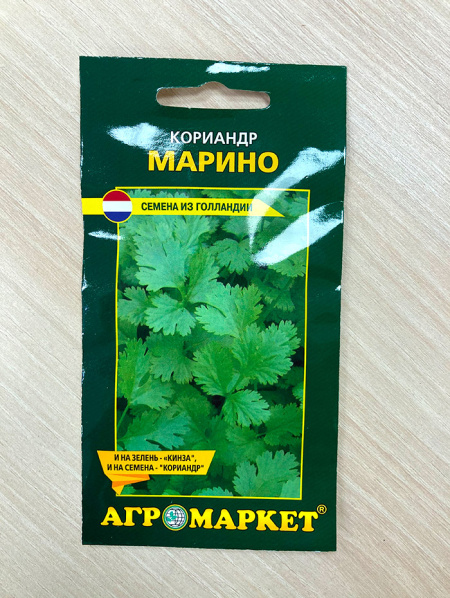 КОРИАНДР
МАРИНО
СЕМЕНА ИЗ ГОЛЛАНДИИ
И НА ЗЕЛЕНЬ - «КИНЗА",
И НА СЕМЕНА - "КОРИАНДР"
АГРОМАРКЕТ®